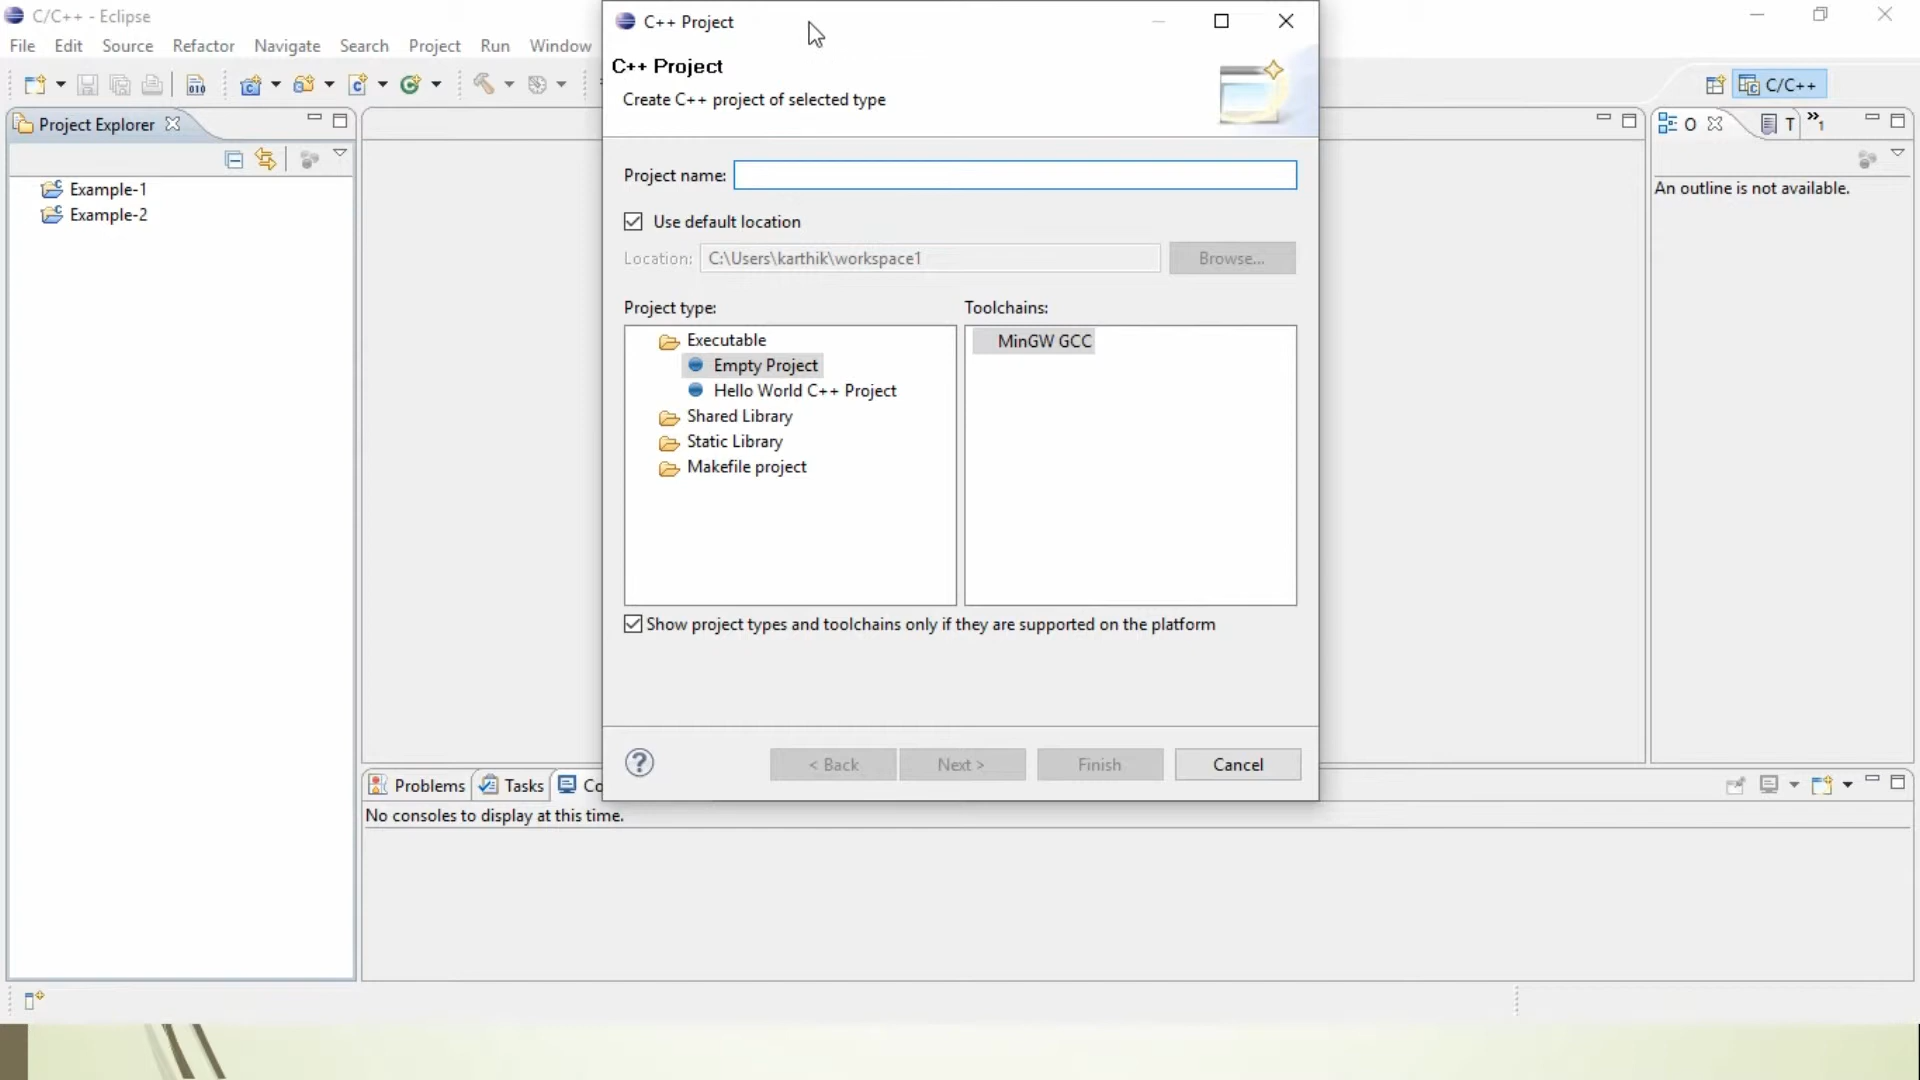 C/C++ - Eclipse
File Edit Source Refactor Navigate Search Project Run Window
C/C++
Project Explorer
Example-1
Example-2
C++ Project
C++ Project
Create C++ project of selected type
Project name:
Use default location
Location: C:\Users\karthik\workspace1 Browse...
Project type: Toolchains:
Executable
Empty Project
Hello World C++ Project
Shared Library
Static Library
Makefile project
MinGW GCC
Show project types and toolchains only if they are supported on the platform
< Back Next > Finish Cancel
O T »1
An outline is not available.
Problems Tasks Co
No consoles to display at this time.